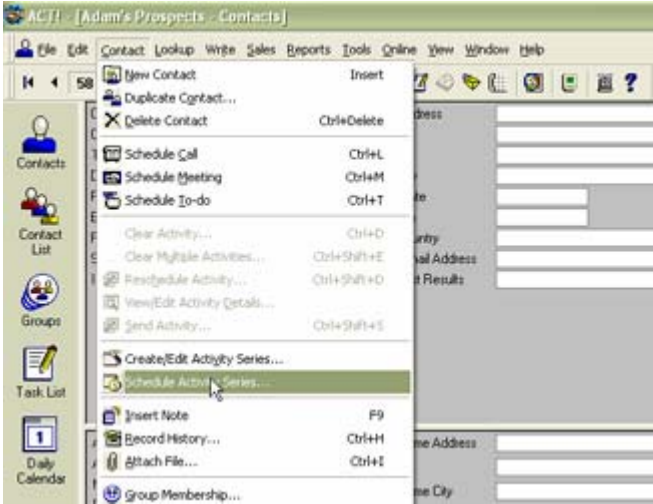 ACT! - [Adam's Prospects - Contacts]
File Edit Contact Lookup Write Sales Reports Tools Online View Window Help
58
New Contact Insert
Duplicate Contact...
Delete Contact Ctrl+Delete
Schedule Call Ctrl+L
Schedule Meeting Ctrl+M
Schedule To-do Ctrl+T
Clear Activity... Ctrl+D
Clear Multiple Activities... Ctrl+Shift+E
Reschedule Activity... Ctrl+Shift+D
View/Edit Activity Details...
Send Activity... Ctrl+Shift+S
Create/Edit Activity Series...
Schedule Activity Series...
Insert Note F9
Record History... Ctrl+H
Attach File... Ctrl+I
Group Membership...
Contacts
Contact
List
Groups
Task List
1
Daily
Calendar
dress
te
untry
ail Address
t Results
me Address
me City